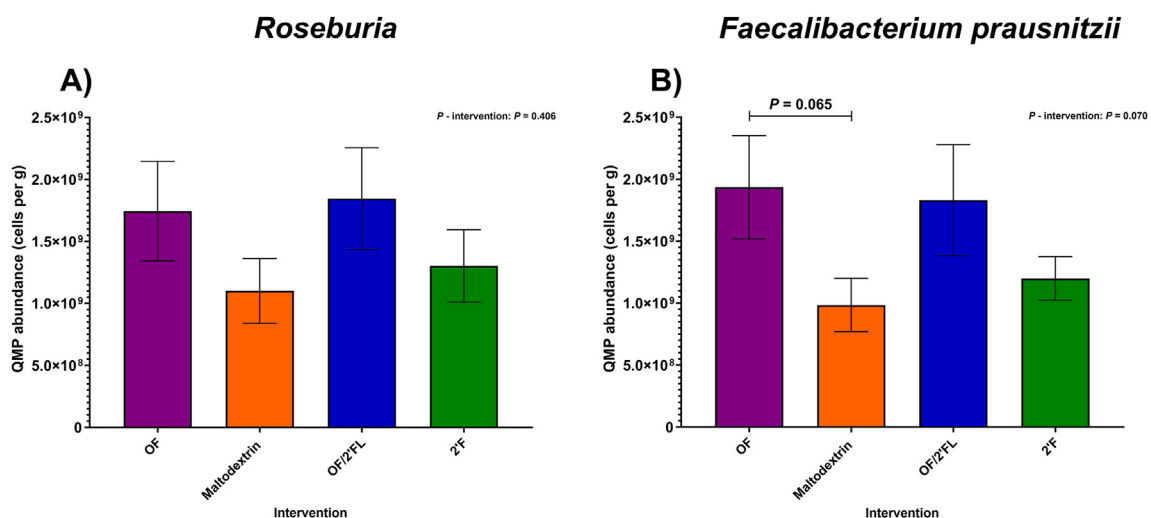 Roseburia
A)
P - intervention: P = 0.406
QMP abundance (cells per g)
2.5×10⁹
2.0×10⁹
1.5×10⁹
1.0×10⁹
5.0×10⁸
0
OF
Maltodextrin
OF/2'FL
2'F
Intervention
Faecalibacterium prausnitzii
B)
P = 0.065
P - intervention: P = 0.070
QMP abundance (cells per g)
2.5×10⁹
2.0×10⁹
1.5×10⁹
1.0×10⁹
5.0×10⁸
0
OF
Maltodextrin
OF/2'FL
2'F
Intervention